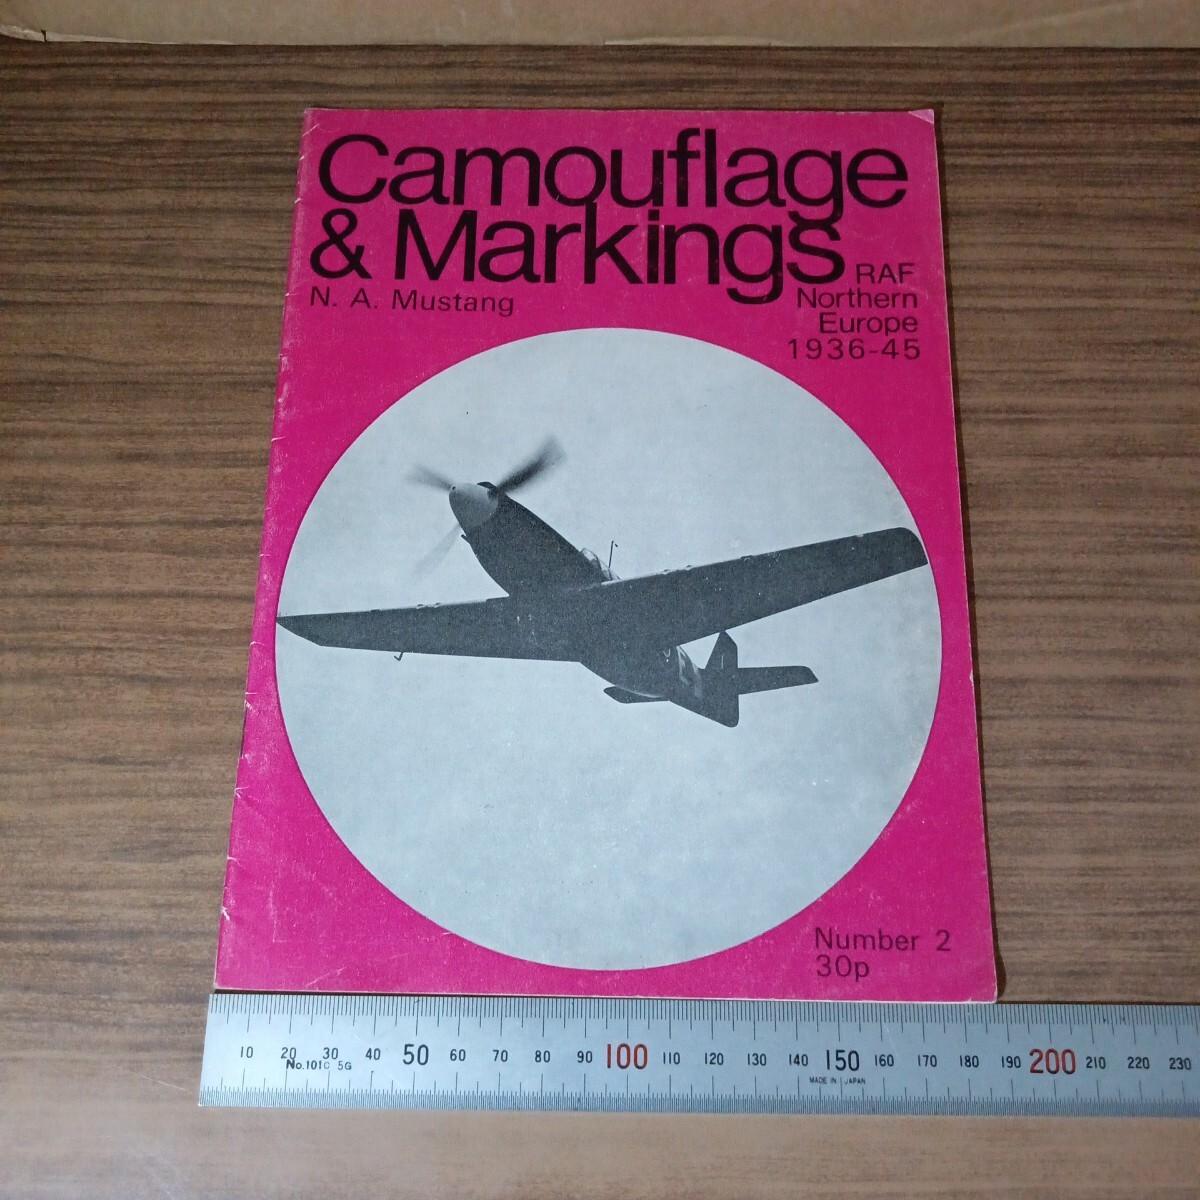 Camouflage
& Markings
N. A. Mustang
RAF
Northern
Europe
1936-45
Number 2
30p
10 20 30 40 50 60 70 80 90 100 110 120 130 140 150 160 170 180 190 200 210 220 230
No.101C 5G
MADE IN JAPAN